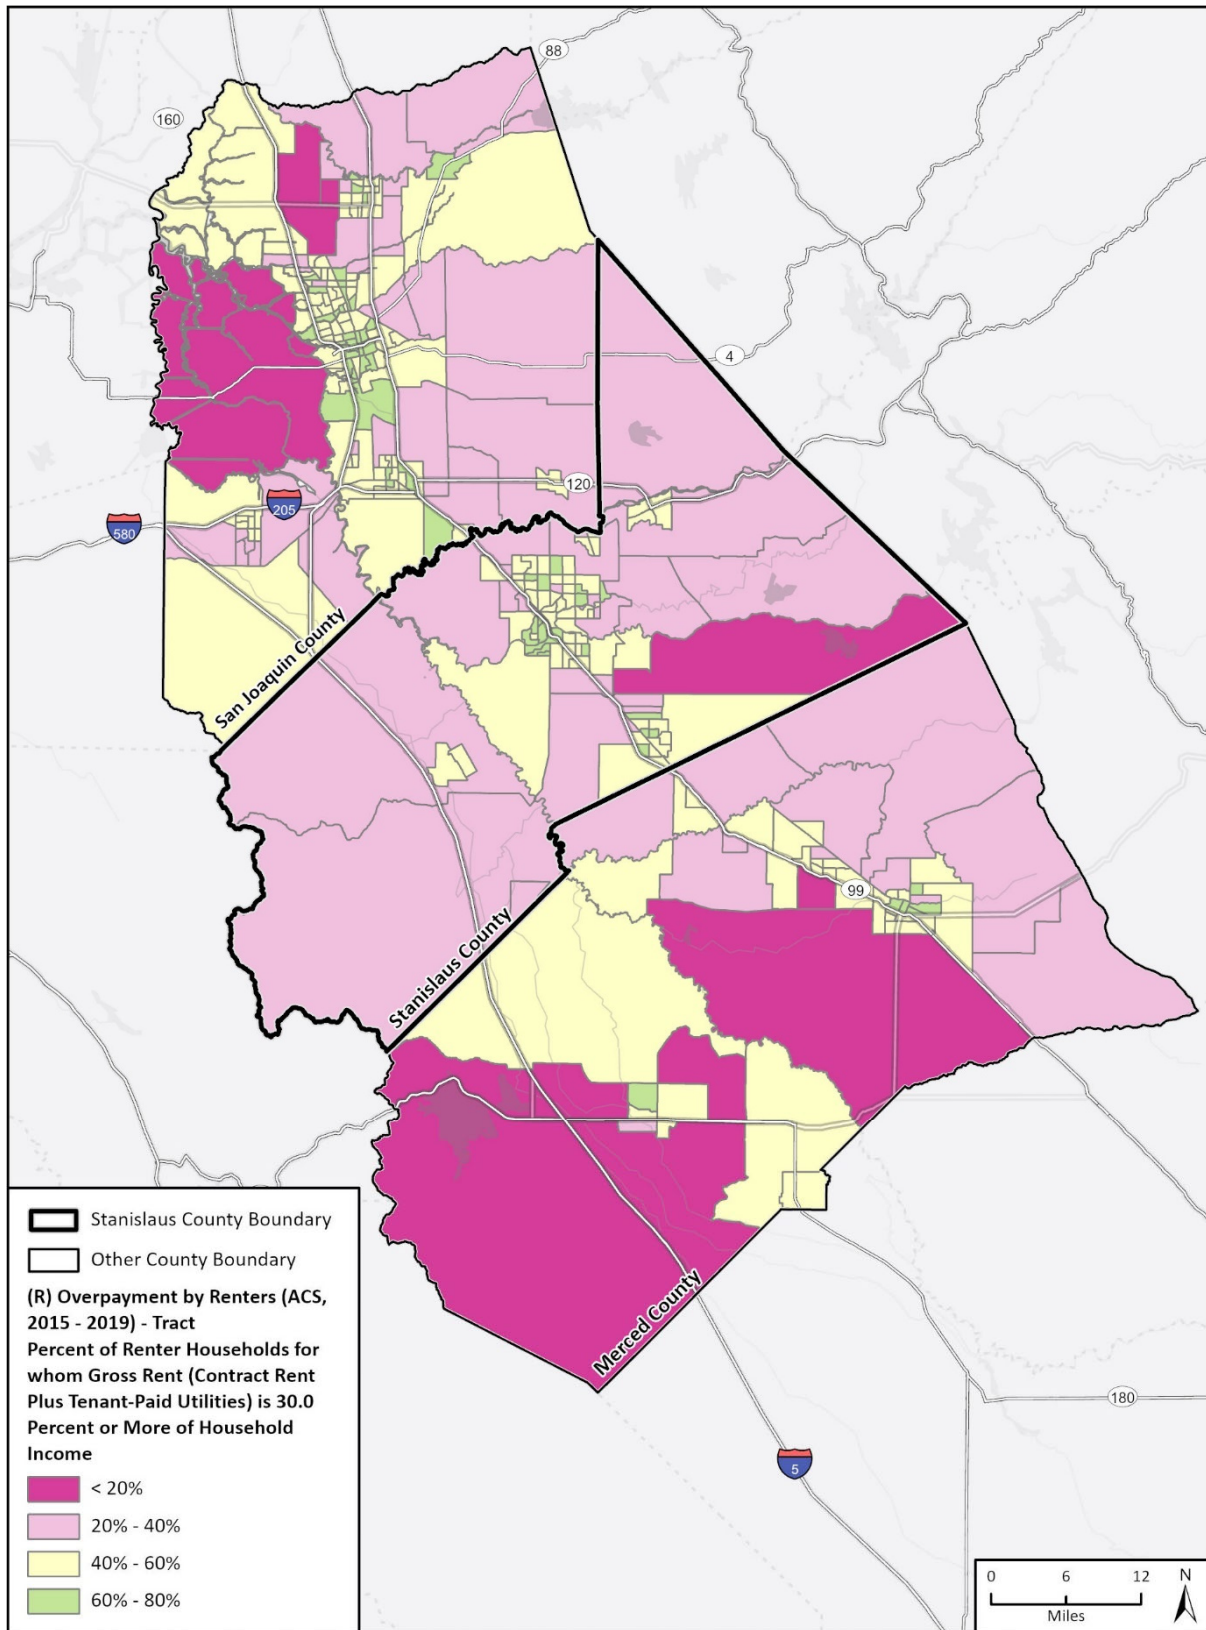 88
160
4
120
205
580
San Joaquin County
99
Stanislaus County
Merced County
180
5
Stanislaus County Boundary
Other County Boundary
(R) Overpayment by Renters (ACS,
2015 - 2019) - Tract
Percent of Renter Households for
whom Gross Rent (Contract Rent
Plus Tenant-Paid Utilities) is 30.0
Percent or More of Household
Income
< 20%
20% - 40%
40% - 60%
60% - 80%
0 6 12
Miles
N